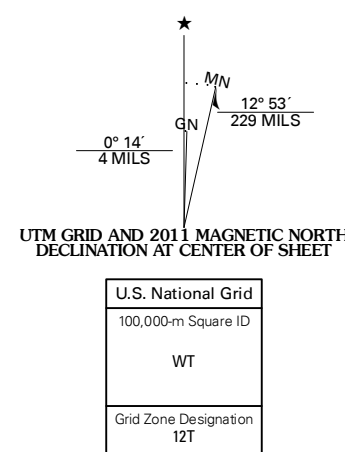 ★
MN
GN
12° 53´
229 MILS
0° 14´
4 MILS
UTM GRID AND 2011 MAGNETIC NORTH
DECLINATION AT CENTER OF SHEET
U.S. National Grid
100,000-m Square ID
WT
Grid Zone Designation
12T